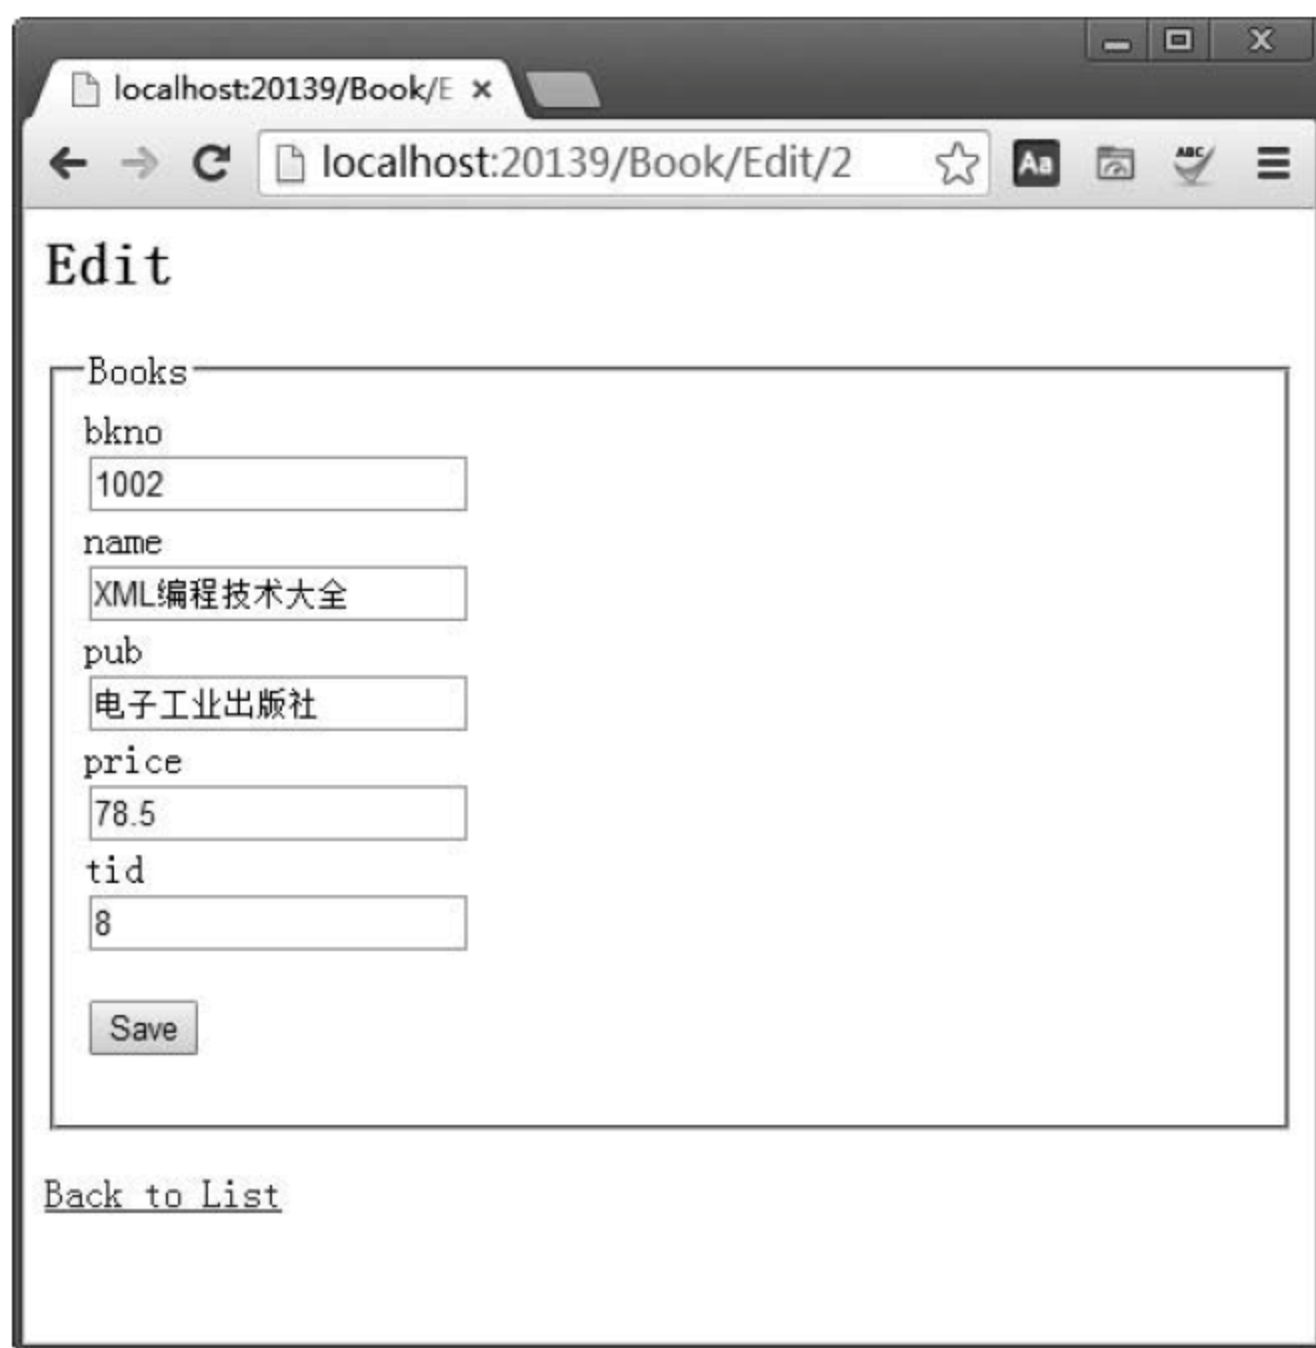 localhost:20139/Book/E
localhost:20139/Book/Edit/2
Aa
ABC
Edit
Books
bkno
1002
name
XML编程技术大全
pub
电子工业出版社
price
78.5
tid
8
Save
Back to List